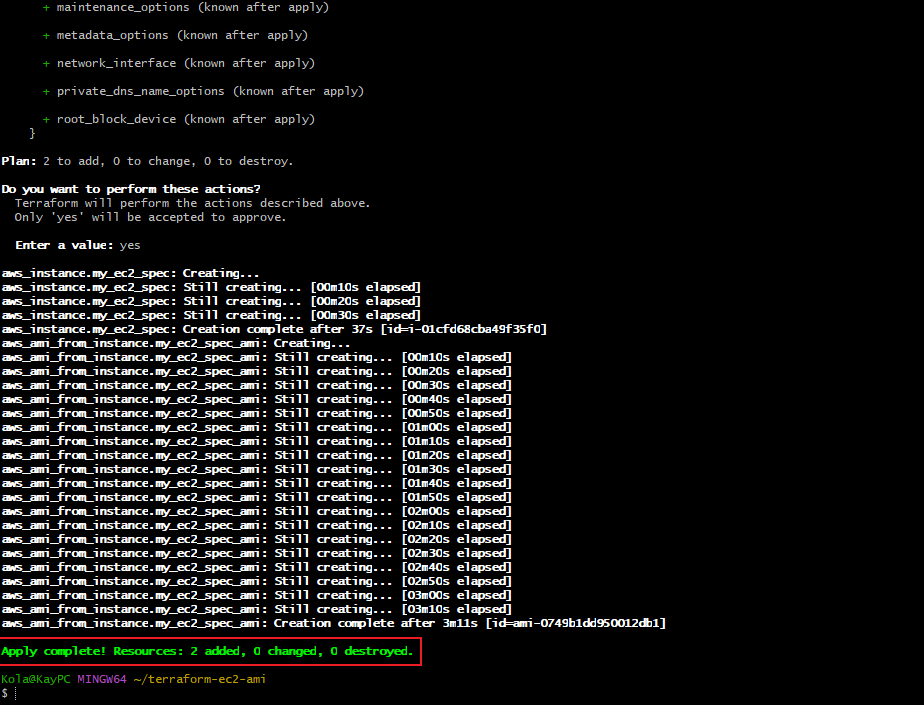 + maintenance_options (known after apply)
+ metadata_options (known after apply)
+ network_interface (known after apply)
+ private_dns_name_options (known after apply)
+ root_block_device (known after apply)
}
Plan: 2 to add, 0 to change, 0 to destroy.
Do you want to perform these actions?
Terraform will perform the actions described above.
Only 'yes' will be accepted to approve.
Enter a value: yes
aws_instance.my_ec2_spec: Creating...
aws_instance.my_ec2_spec: Still creating... [00m10s elapsed]
aws_instance.my_ec2_spec: Still creating... [00m20s elapsed]
aws_instance.my_ec2_spec: Still creating... [00m30s elapsed]
aws_instance.my_ec2_spec: Creation complete after 37s [id=i-01cfd68cba49f35f0]
aws_ami_from_instance.my_ec2_spec_ami: Creating...
aws_ami_from_instance.my_ec2_spec_ami: Still creating... [00m10s elapsed]
aws_ami_from_instance.my_ec2_spec_ami: Still creating... [00m20s elapsed]
aws_ami_from_instance.my_ec2_spec_ami: Still creating... [00m30s elapsed]
aws_ami_from_instance.my_ec2_spec_ami: Still creating... [00m40s elapsed]
aws_ami_from_instance.my_ec2_spec_ami: Still creating... [00m50s elapsed]
aws_ami_from_instance.my_ec2_spec_ami: Still creating... [01m00s elapsed]
aws_ami_from_instance.my_ec2_spec_ami: Still creating... [01m10s elapsed]
aws_ami_from_instance.my_ec2_spec_ami: Still creating... [01m20s elapsed]
aws_ami_from_instance.my_ec2_spec_ami: Still creating... [01m30s elapsed]
aws_ami_from_instance.my_ec2_spec_ami: Still creating... [01m40s elapsed]
aws_ami_from_instance.my_ec2_spec_ami: Still creating... [01m50s elapsed]
aws_ami_from_instance.my_ec2_spec_ami: Still creating... [02m00s elapsed]
aws_ami_from_instance.my_ec2_spec_ami: Still creating... [02m10s elapsed]
aws_ami_from_instance.my_ec2_spec_ami: Still creating... [02m20s elapsed]
aws_ami_from_instance.my_ec2_spec_ami: Still creating... [02m30s elapsed]
aws_ami_from_instance.my_ec2_spec_ami: Still creating... [02m40s elapsed]
aws_ami_from_instance.my_ec2_spec_ami: Still creating... [02m50s elapsed]
aws_ami_from_instance.my_ec2_spec_ami: Still creating... [03m00s elapsed]
aws_ami_from_instance.my_ec2_spec_ami: Still creating... [03m10s elapsed]
aws_ami_from_instance.my_ec2_spec_ami: Creation complete after 3m11s [id=ami-0749b1dd950012db1]
Apply complete! Resources: 2 added, 0 changed, 0 destroyed.
Kola@KayPC MINGW64 ~/terraform-ec2-ami
$